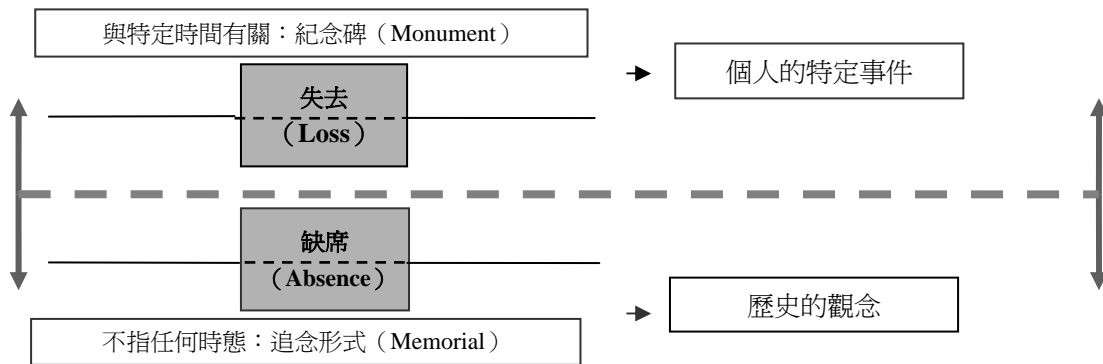 與特定時間有關：紀念碑（Monument）
個人的特定事件
失去
（Loss）
缺席
（Absence）
歷史的觀念
不指任何時態：追念形式（Memorial）